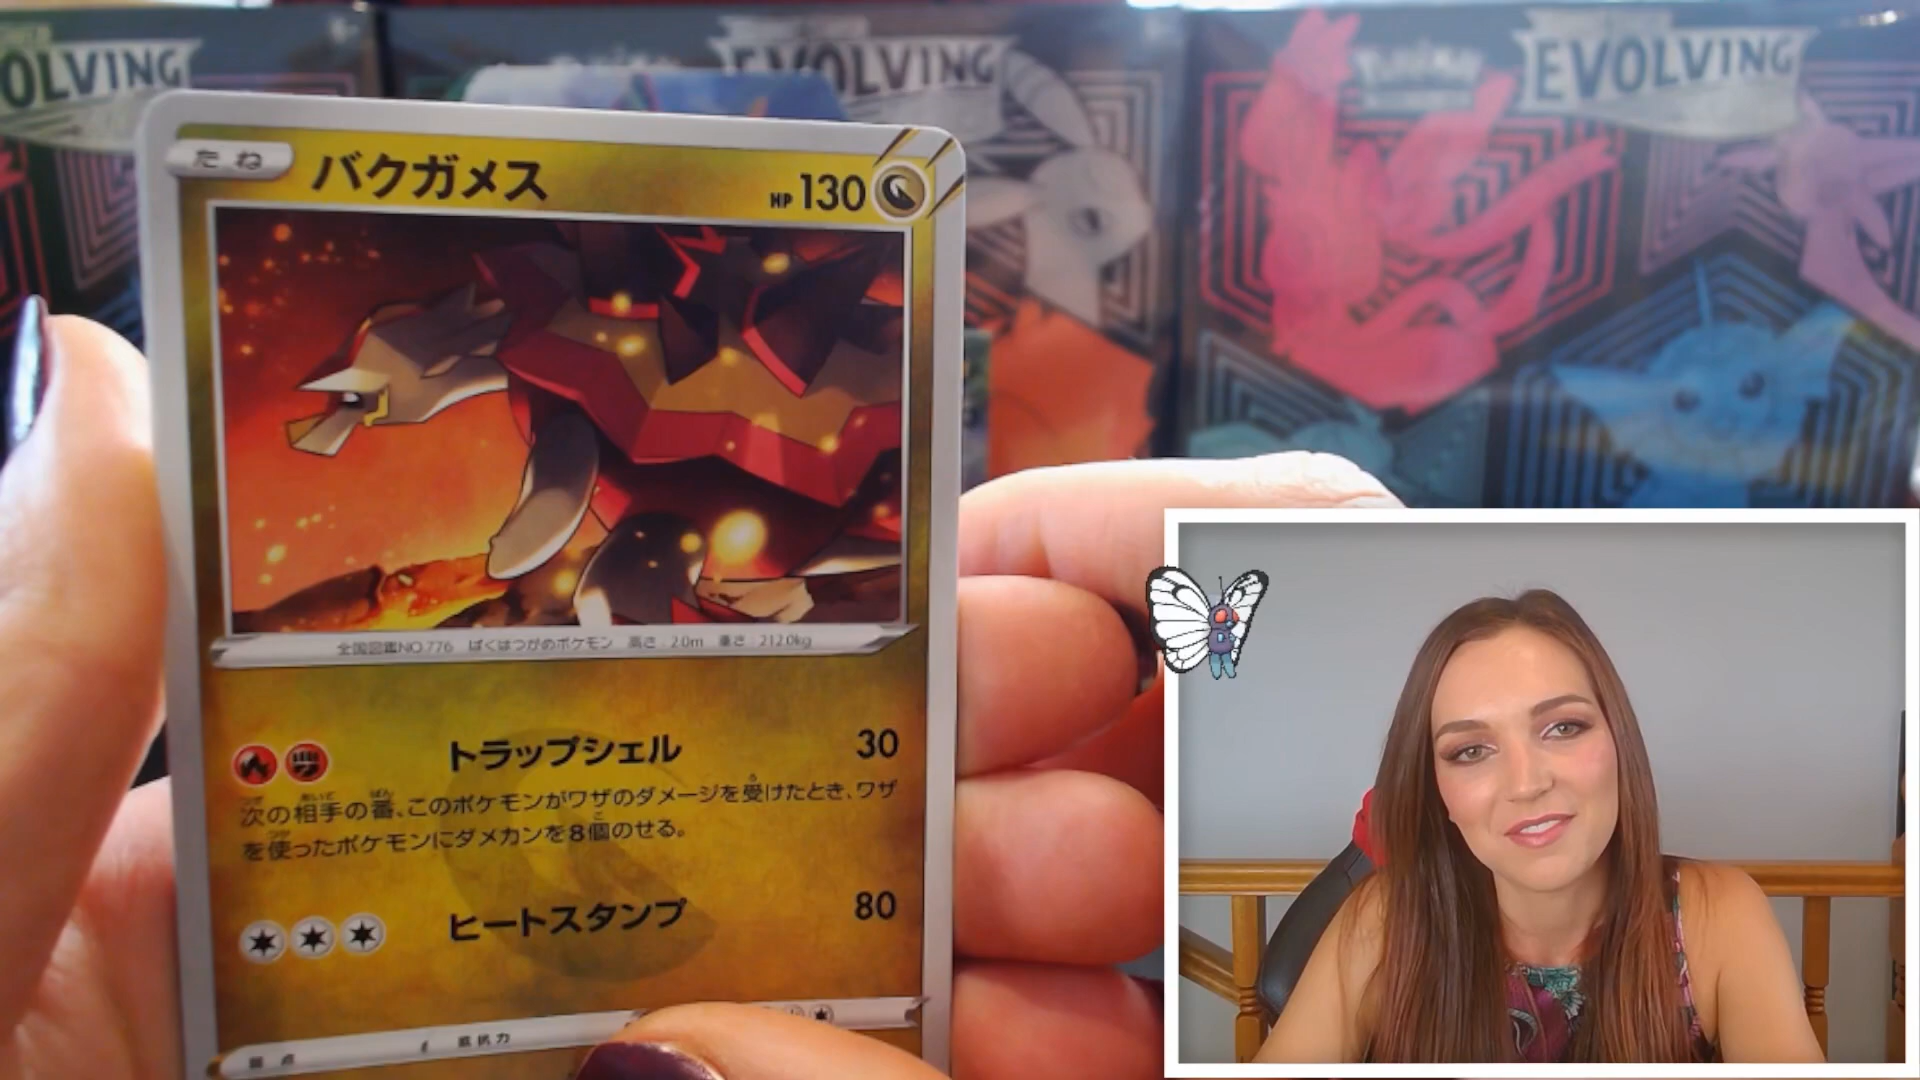 OLVING
EVOLVING
EVOLVING
たね
バクガメス
HP 130
全国図鑑NO.776 ばくはつがめポケモン 高さ:2.0m 重さ:212.0kg
トラップシェル 30
次の相手の番、このポケモンがワザのダメージを受けたとき、ワザ
を使ったポケモンにダメカンを8個のせる。
ヒートスタンプ 80
弱点 抵抗力